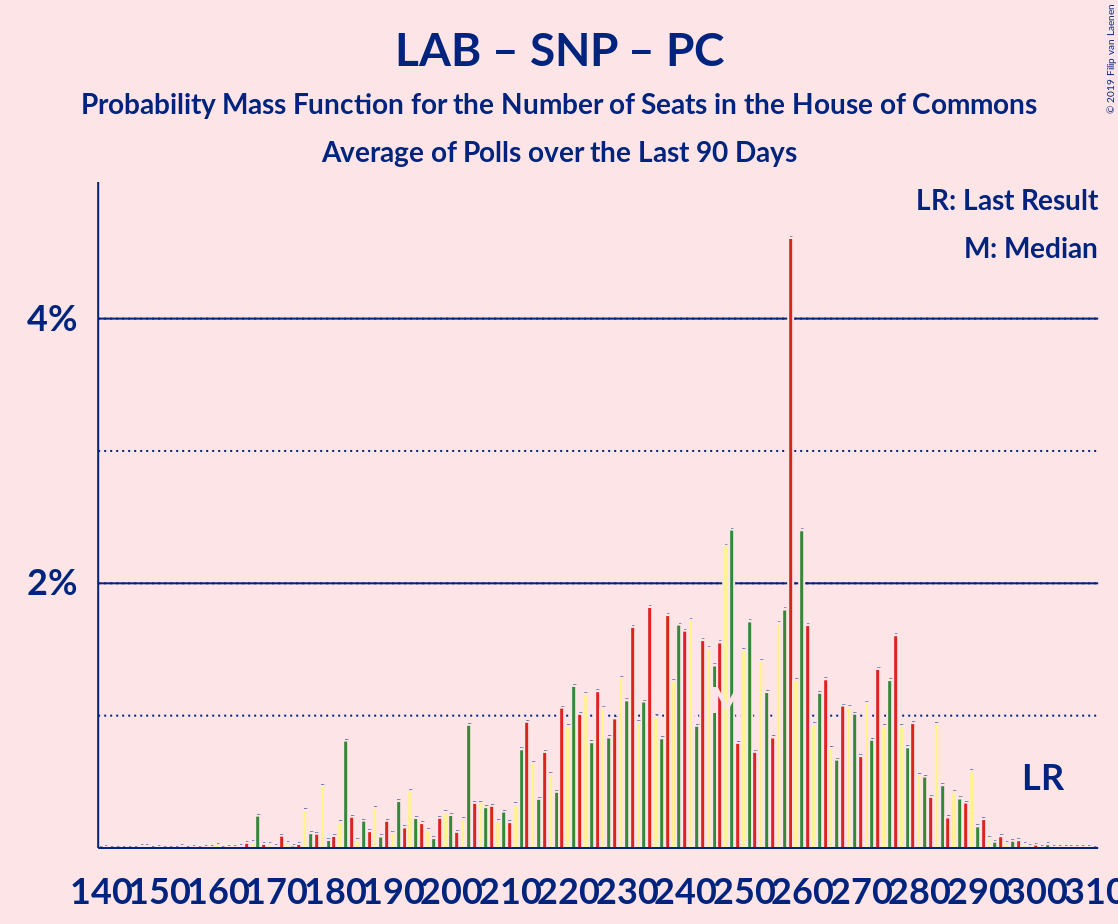 LAB – SNP – PC
Probability Mass Function for the Number of Seats in the House of Commons
Average of Polls over the Last 90 Days
© 2019 Filip van Laenen
LR: Last Result
M: Median
4%
2%
M
LR
140 150 160 170 180 190 200 210 220 230 240 250 260 270 280 290 300 310